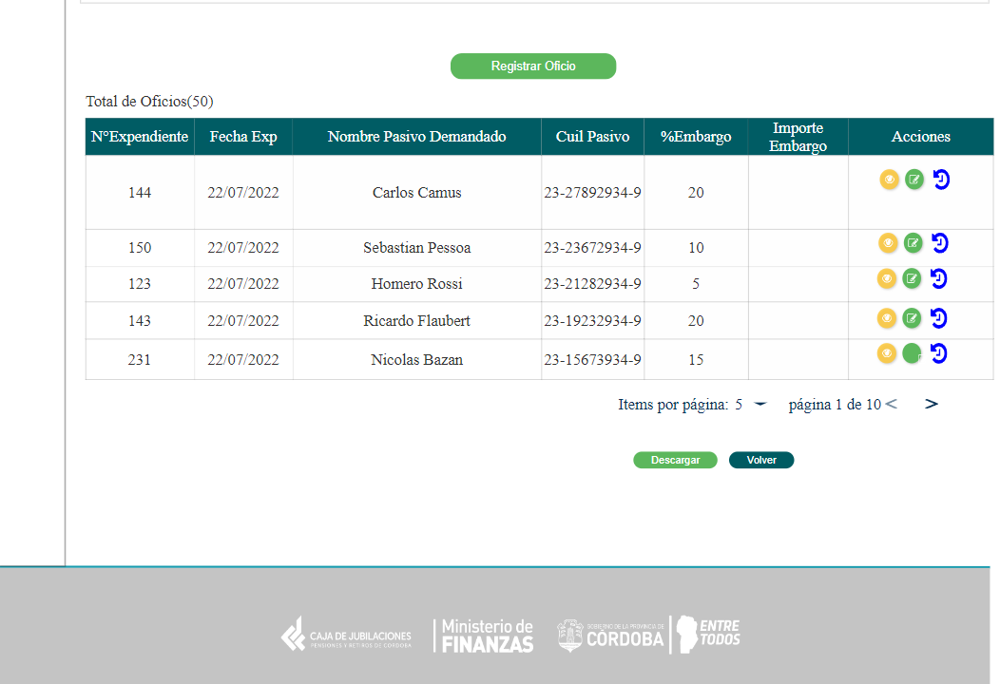 Registrar Oficio
Total de Oficios(50)
N°Expendiente Fecha Exp Nombre Pasivo Demandado Cuil Pasivo %Embargo Importe Embargo Acciones
144 22/07/2022 Carlos Camus 23-27892934-9 20
150 22/07/2022 Sebastian Pessoa 23-23672934-9 10
123 22/07/2022 Homero Rossi 23-21282934-9 5
143 22/07/2022 Ricardo Flaubert 23-19232934-9 20
231 22/07/2022 Nicolas Bazan 23-15673934-9 15
Items por página: 5 página 1 de 10 < >
Descargar Volver
CAJA DE JUBILACIONES
PENSIONES Y RETIROS DE CORDOBA
Ministerio de
FINANZAS
GOBIERNO DE LA PROVINCIA DE
CÓRDOBA
ENTRE
TODOS